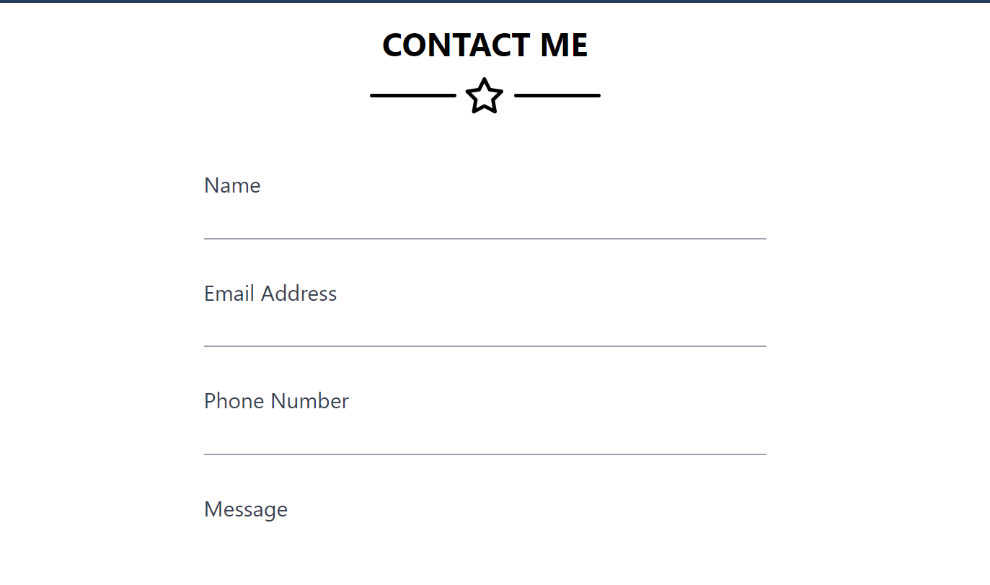 CONTACT ME
Name
Email Address
Phone Number
Message